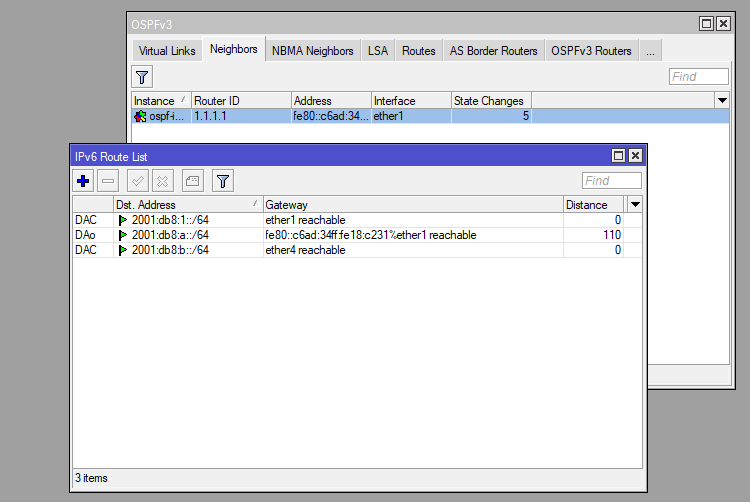 OSPFv3
Virtual Links Neighbors NBMA Neighbors LSA Routes AS Border Routers OSPFv3 Routers ...
Find
Instance Router ID Address Interface State Changes
ospf-i... 1.1.1.1 fe80::c6ad:34... ether1 5
IPv6 Route List
Find
Dst. Address Gateway Distance
DAC 2001:db8:1::/64 ether1 reachable 0
DAo 2001:db8:a::/64 fe80::c6ad:34ff:fe18:c231%ether1 reachable 110
DAC 2001:db8:b::/64 ether4 reachable 0
3 items